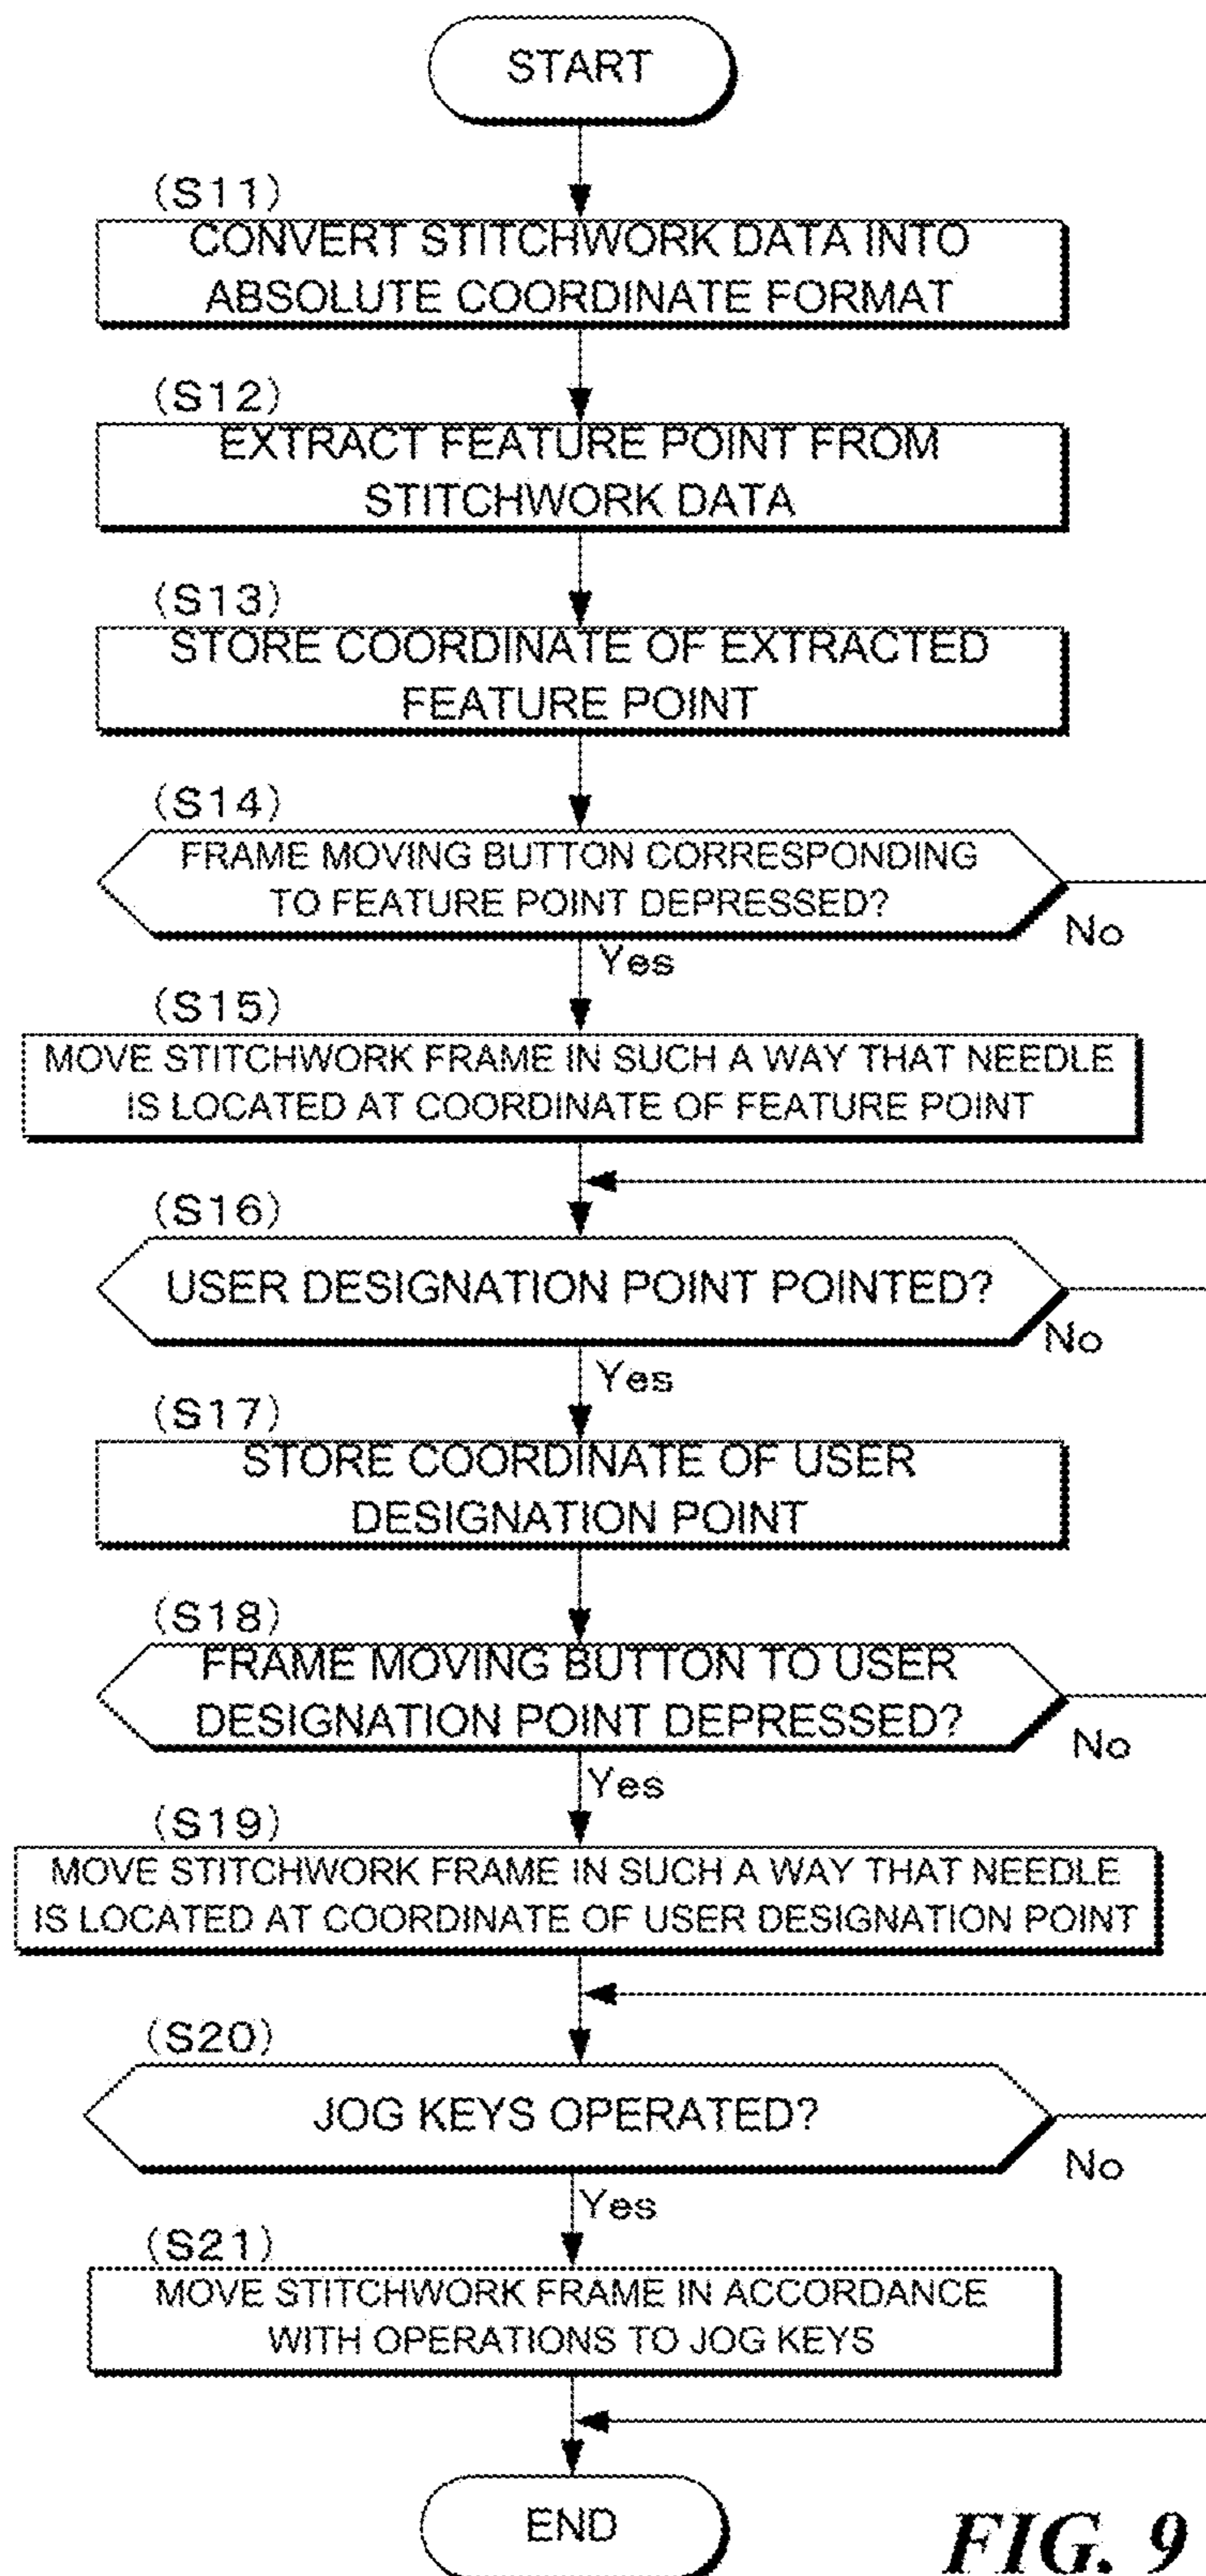 START
(S11)
CONVERT STITCHWORK DATA INTO
ABSOLUTE COORDINATE FORMAT
(S12)
EXTRACT FEATURE POINT FROM
STITCHWORK DATA
(S13)
STORE COORDINATE OF EXTRACTED
FEATURE POINT
(S14)
FRAME MOVING BUTTON CORRESPONDING
TO FEATURE POINT DEPRESSED?
No
Yes
(S15)
MOVE STITCHWORK FRAME IN SUCH A WAY THAT NEEDLE
IS LOCATED AT COORDINATE OF FEATURE POINT
(S16)
USER DESIGNATION POINT POINTED?
No
Yes
(S17)
STORE COORDINATE OF USER
DESIGNATION POINT
(S18)
FRAME MOVING BUTTON TO USER
DESIGNATION POINT DEPRESSED?
No
Yes
(S19)
MOVE STITCHWORK FRAME IN SUCH A WAY THAT NEEDLE
IS LOCATED AT COORDINATE OF USER DESIGNATION POINT
(S20)
JOG KEYS OPERATED?
No
Yes
(S21)
MOVE STITCHWORK FRAME IN ACCORDANCE
WITH OPERATIONS TO JOG KEYS
END
FIG. 9